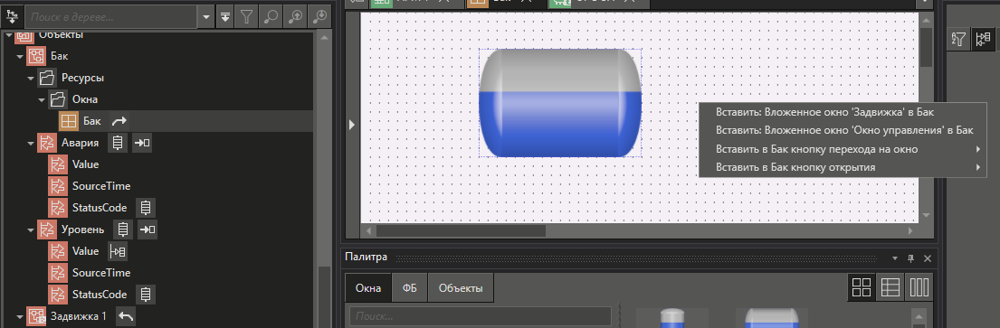 Поиск в дереве...
Объекты
Бак
Ресурсы
Окна
Бак
Авария
Value
SourceTime
StatusCode
Уровень
Value
SourceTime
StatusCode
Задвижка 1
Вставить: Вложенное окно 'Задвижка' в Бак
Вставить: Вложенное окно 'Окно управления' в Бак
Вставить в Бак кнопку перехода на окно
Вставить в Бак кнопку открытия
Палитра
Окна ФБ Объекты
Поиск...